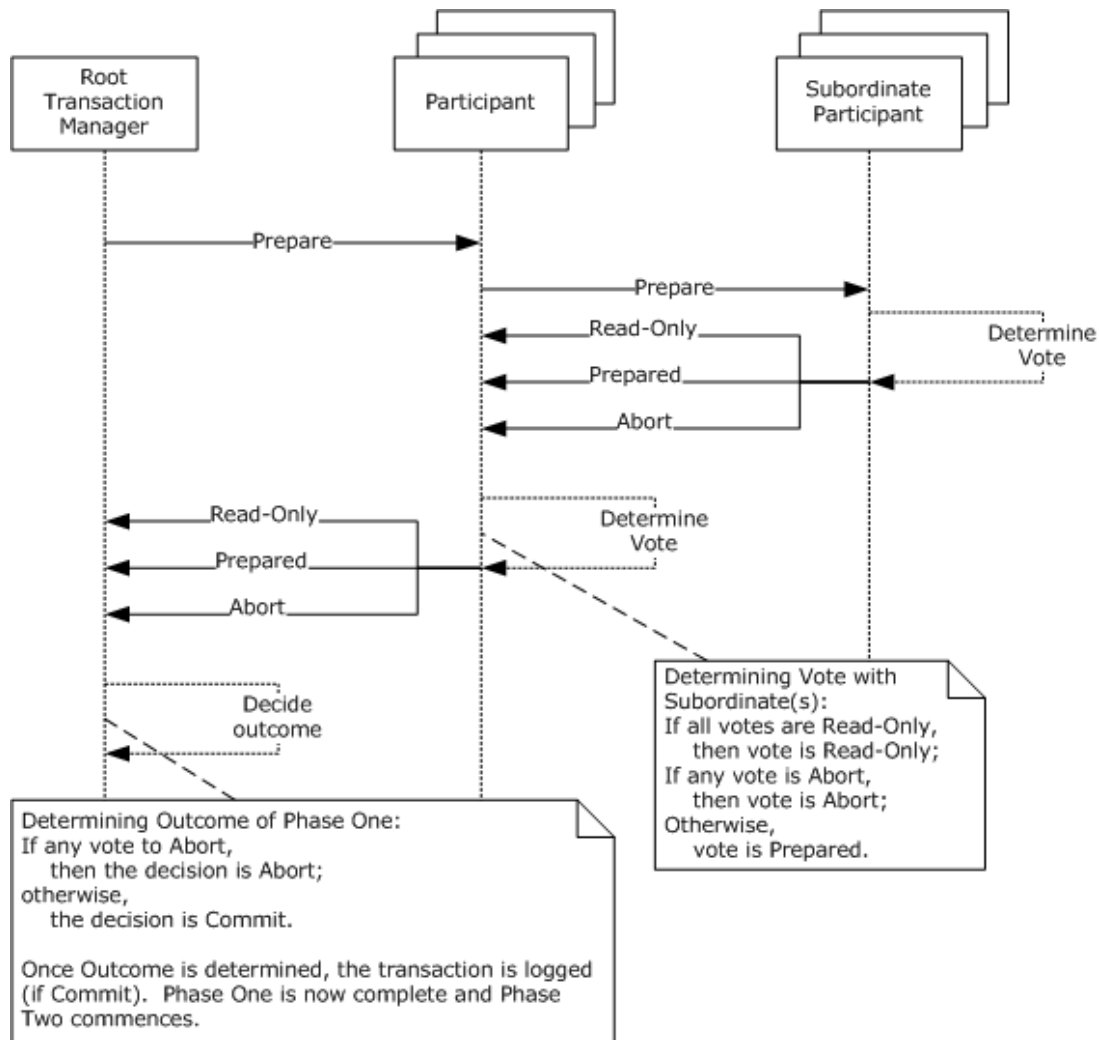 Root
Transaction
Manager
Participant
Subordinate
Participant
Prepare
Prepare
Read-Only
Determine
Vote
Prepared
Abort
Read-Only
Determine
Vote
Prepared
Abort
Decide
outcome
Determining Vote with
Subordinate(s):
If all votes are Read-Only,
then vote is Read-Only;
If any vote is Abort,
then vote is Abort;
Otherwise,
vote is Prepared.
Determining Outcome of Phase One:
If any vote to Abort,
then the decision is Abort;
otherwise,
the decision is Commit.
Once Outcome is determined, the transaction is logged
(if Commit).  Phase One is now complete and Phase
Two commences.